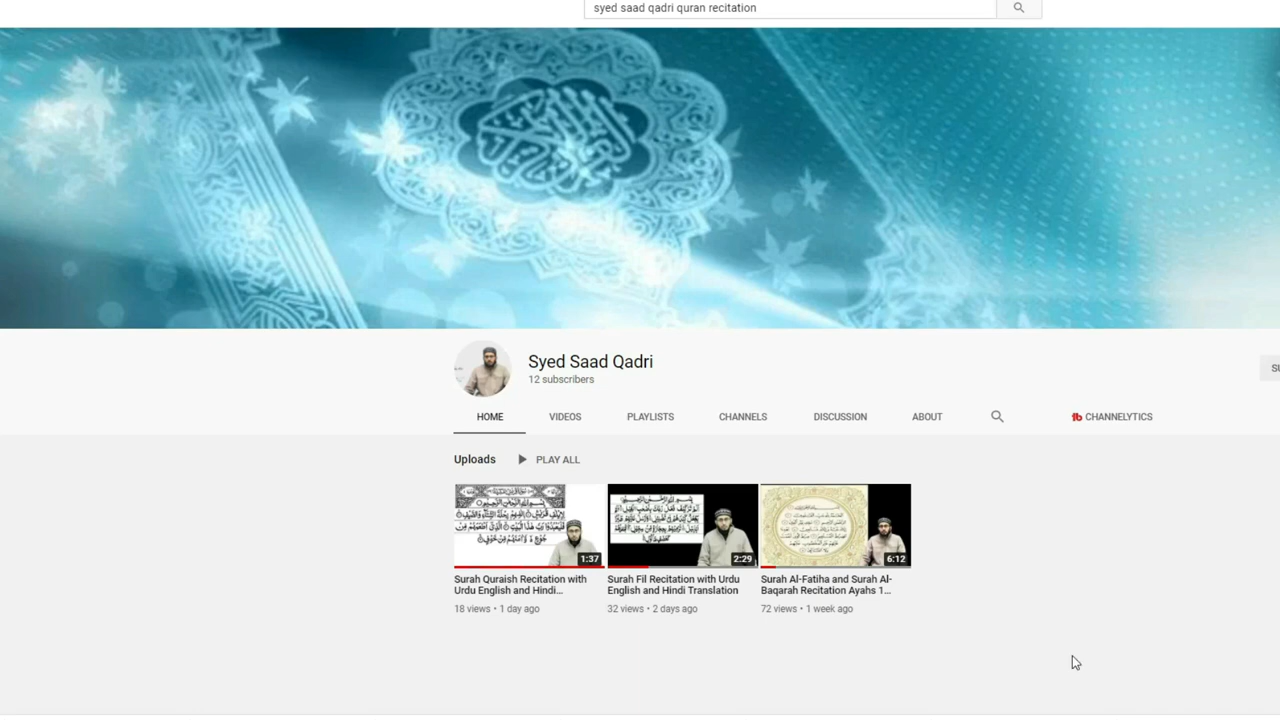 syed saad qadri quran recitation
Syed Saad Qadri
12 subscribers
HOME VIDEOS PLAYLISTS CHANNELS DISCUSSION ABOUT CHANNELYTICS
Uploads PLAY ALL
1:37
Surah Quraish Recitation with
Urdu English and Hindi...
18 views • 1 day ago
2:29
Surah Fil Recitation with Urdu
English and Hindi Translation
32 views • 2 days ago
6:12
Surah Al-Fatiha and Surah Al-
Baqarah Recitation Ayahs 1...
72 views • 1 week ago